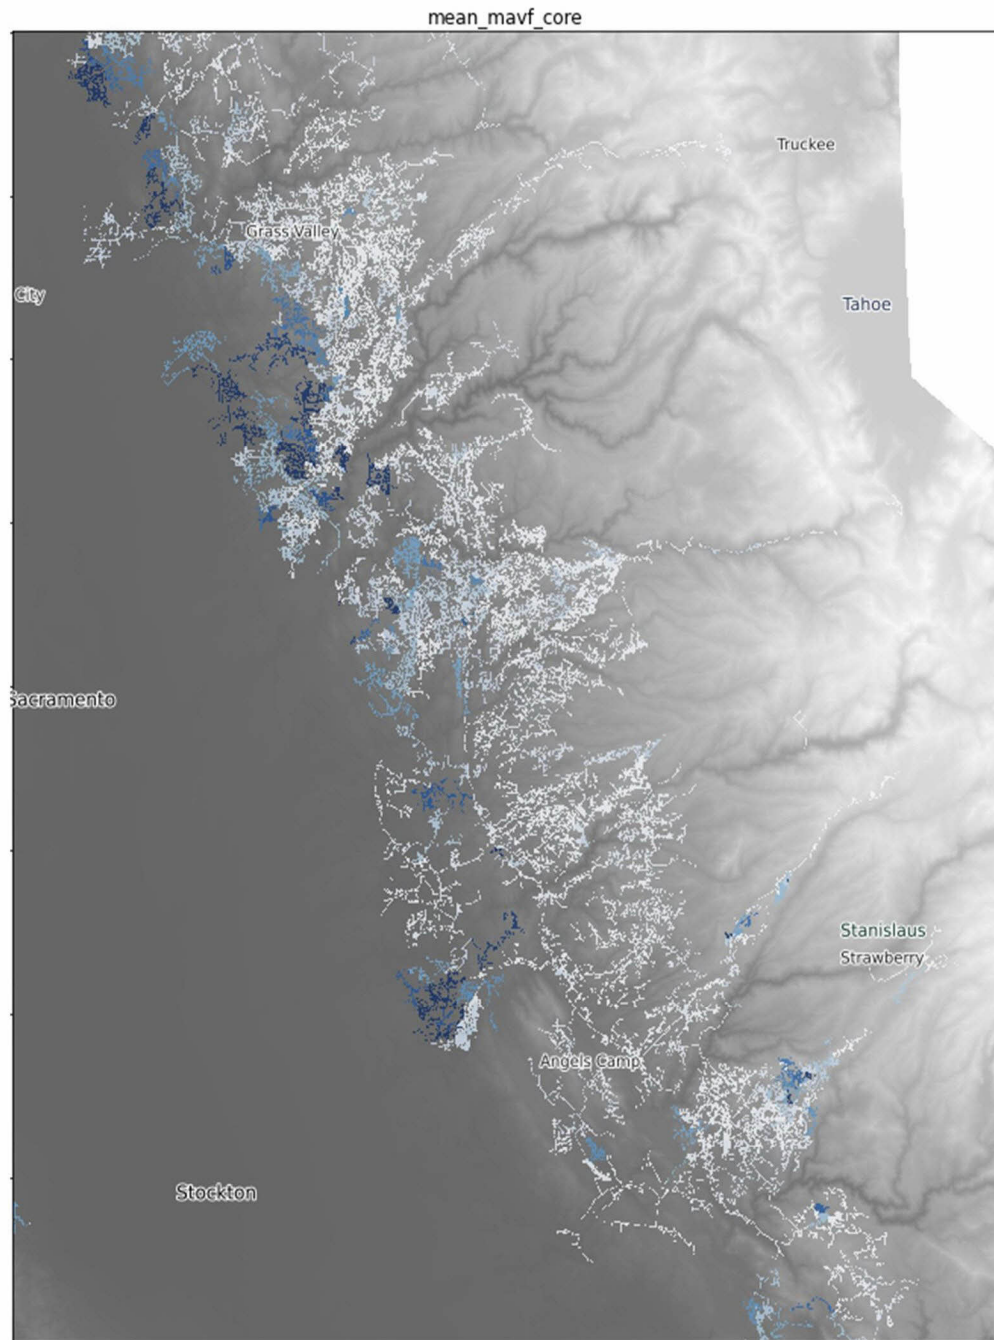 mean_mavf_core
Truckee
Grass Valley
City
Tahoe
Sacramento
Stanislaus
Strawberry
Angels Camp
Stockton